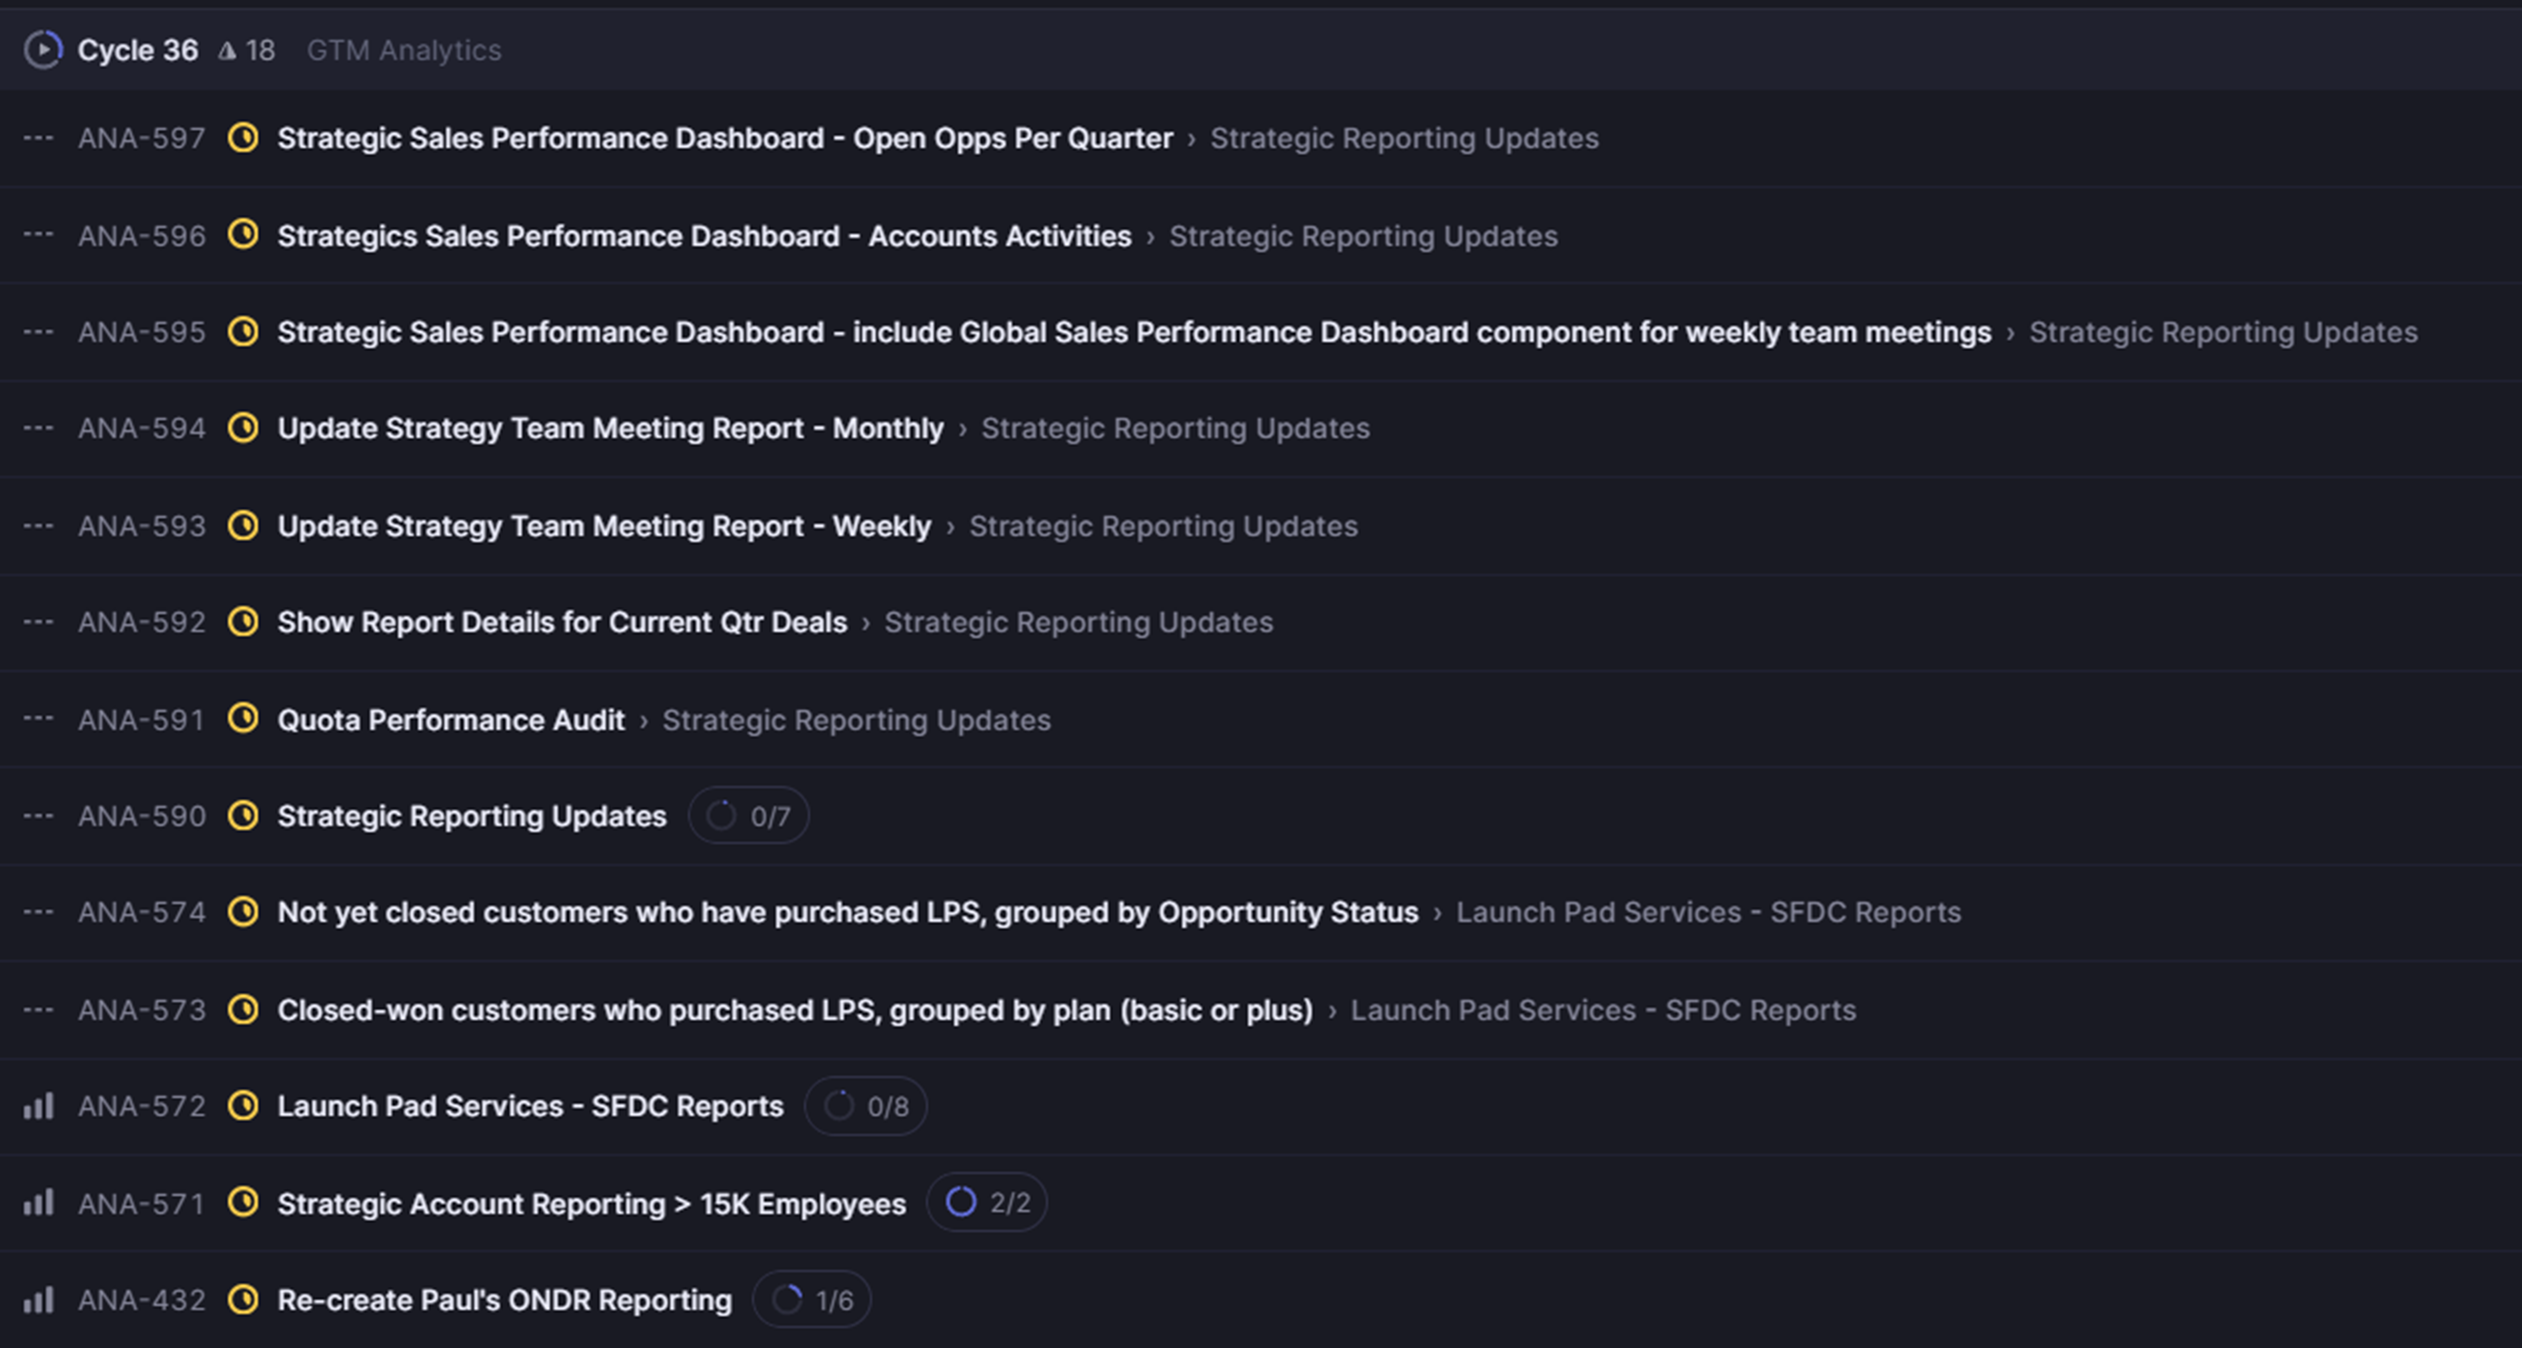 Cycle 36 18 GTM Analytics
--- ANA-597 Strategic Sales Performance Dashboard - Open Opps Per Quarter › Strategic Reporting Updates
--- ANA-596 Strategics Sales Performance Dashboard - Accounts Activities › Strategic Reporting Updates
--- ANA-595 Strategic Sales Performance Dashboard - include Global Sales Performance Dashboard component for weekly team meetings › Strategic Reporting Updates
--- ANA-594 Update Strategy Team Meeting Report - Monthly › Strategic Reporting Updates
--- ANA-593 Update Strategy Team Meeting Report - Weekly › Strategic Reporting Updates
--- ANA-592 Show Report Details for Current Qtr Deals › Strategic Reporting Updates
--- ANA-591 Quota Performance Audit › Strategic Reporting Updates
--- ANA-590 Strategic Reporting Updates 0/7
--- ANA-574 Not yet closed customers who have purchased LPS, grouped by Opportunity Status › Launch Pad Services - SFDC Reports
--- ANA-573 Closed-won customers who purchased LPS, grouped by plan (basic or plus) › Launch Pad Services - SFDC Reports
ANA-572 Launch Pad Services - SFDC Reports 0/8
ANA-571 Strategic Account Reporting > 15K Employees 2/2
ANA-432 Re-create Paul's ONDR Reporting 1/6